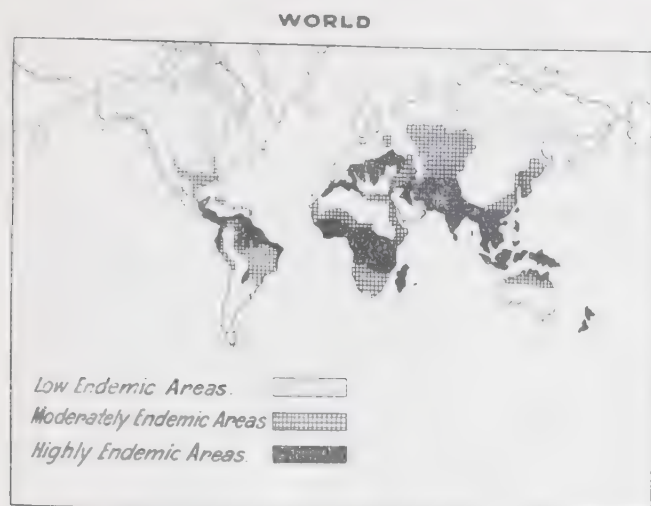 WORLD
Low Endemic Areas.
Moderately Endemic Areas
Highly Endemic Areas.